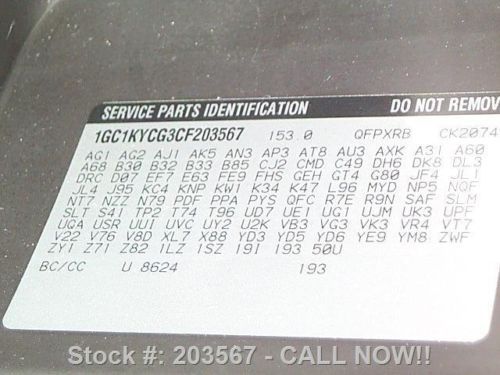 SERVICE PARTS IDENTIFICATION DO NOT REMOV
1GC1KYCG3CF203567 153.0 QFPXRB CK2074
AG1 AG2 AJ1 AK5 AN3 AP3 AT8 AU3 AXK A31 A60
A68 B30 B32 B33 B85 CJ2 CMD C49 DH6 DK8 DL3
DRC D07 EF7 E63 FE9 FHS GEH GT4 G80 JF4 JL1
JL4 J95 KC4 KNP KW1 K34 K47 L96 MYD NP5 NQF
NT7 NZZ N79 PDF PPA PYS QFC R7E R9N SAF SLM
SLT S41 TP2 T74 T96 UD7 UE1 UG1 UJM UK3 UPF
UQA USR UUI UVC UY2 U2K VB3 VG3 VK3 VR4 VT7
V22 V76 V8D XL7 X88 YD3 YD5 YD6 YE9 YM8 ZWF
ZY1 Z71 Z82 1LZ 1SZ 19I 193 50U
BC/CC U 8624 193
Stock #: 203567 - CALL NOW!!